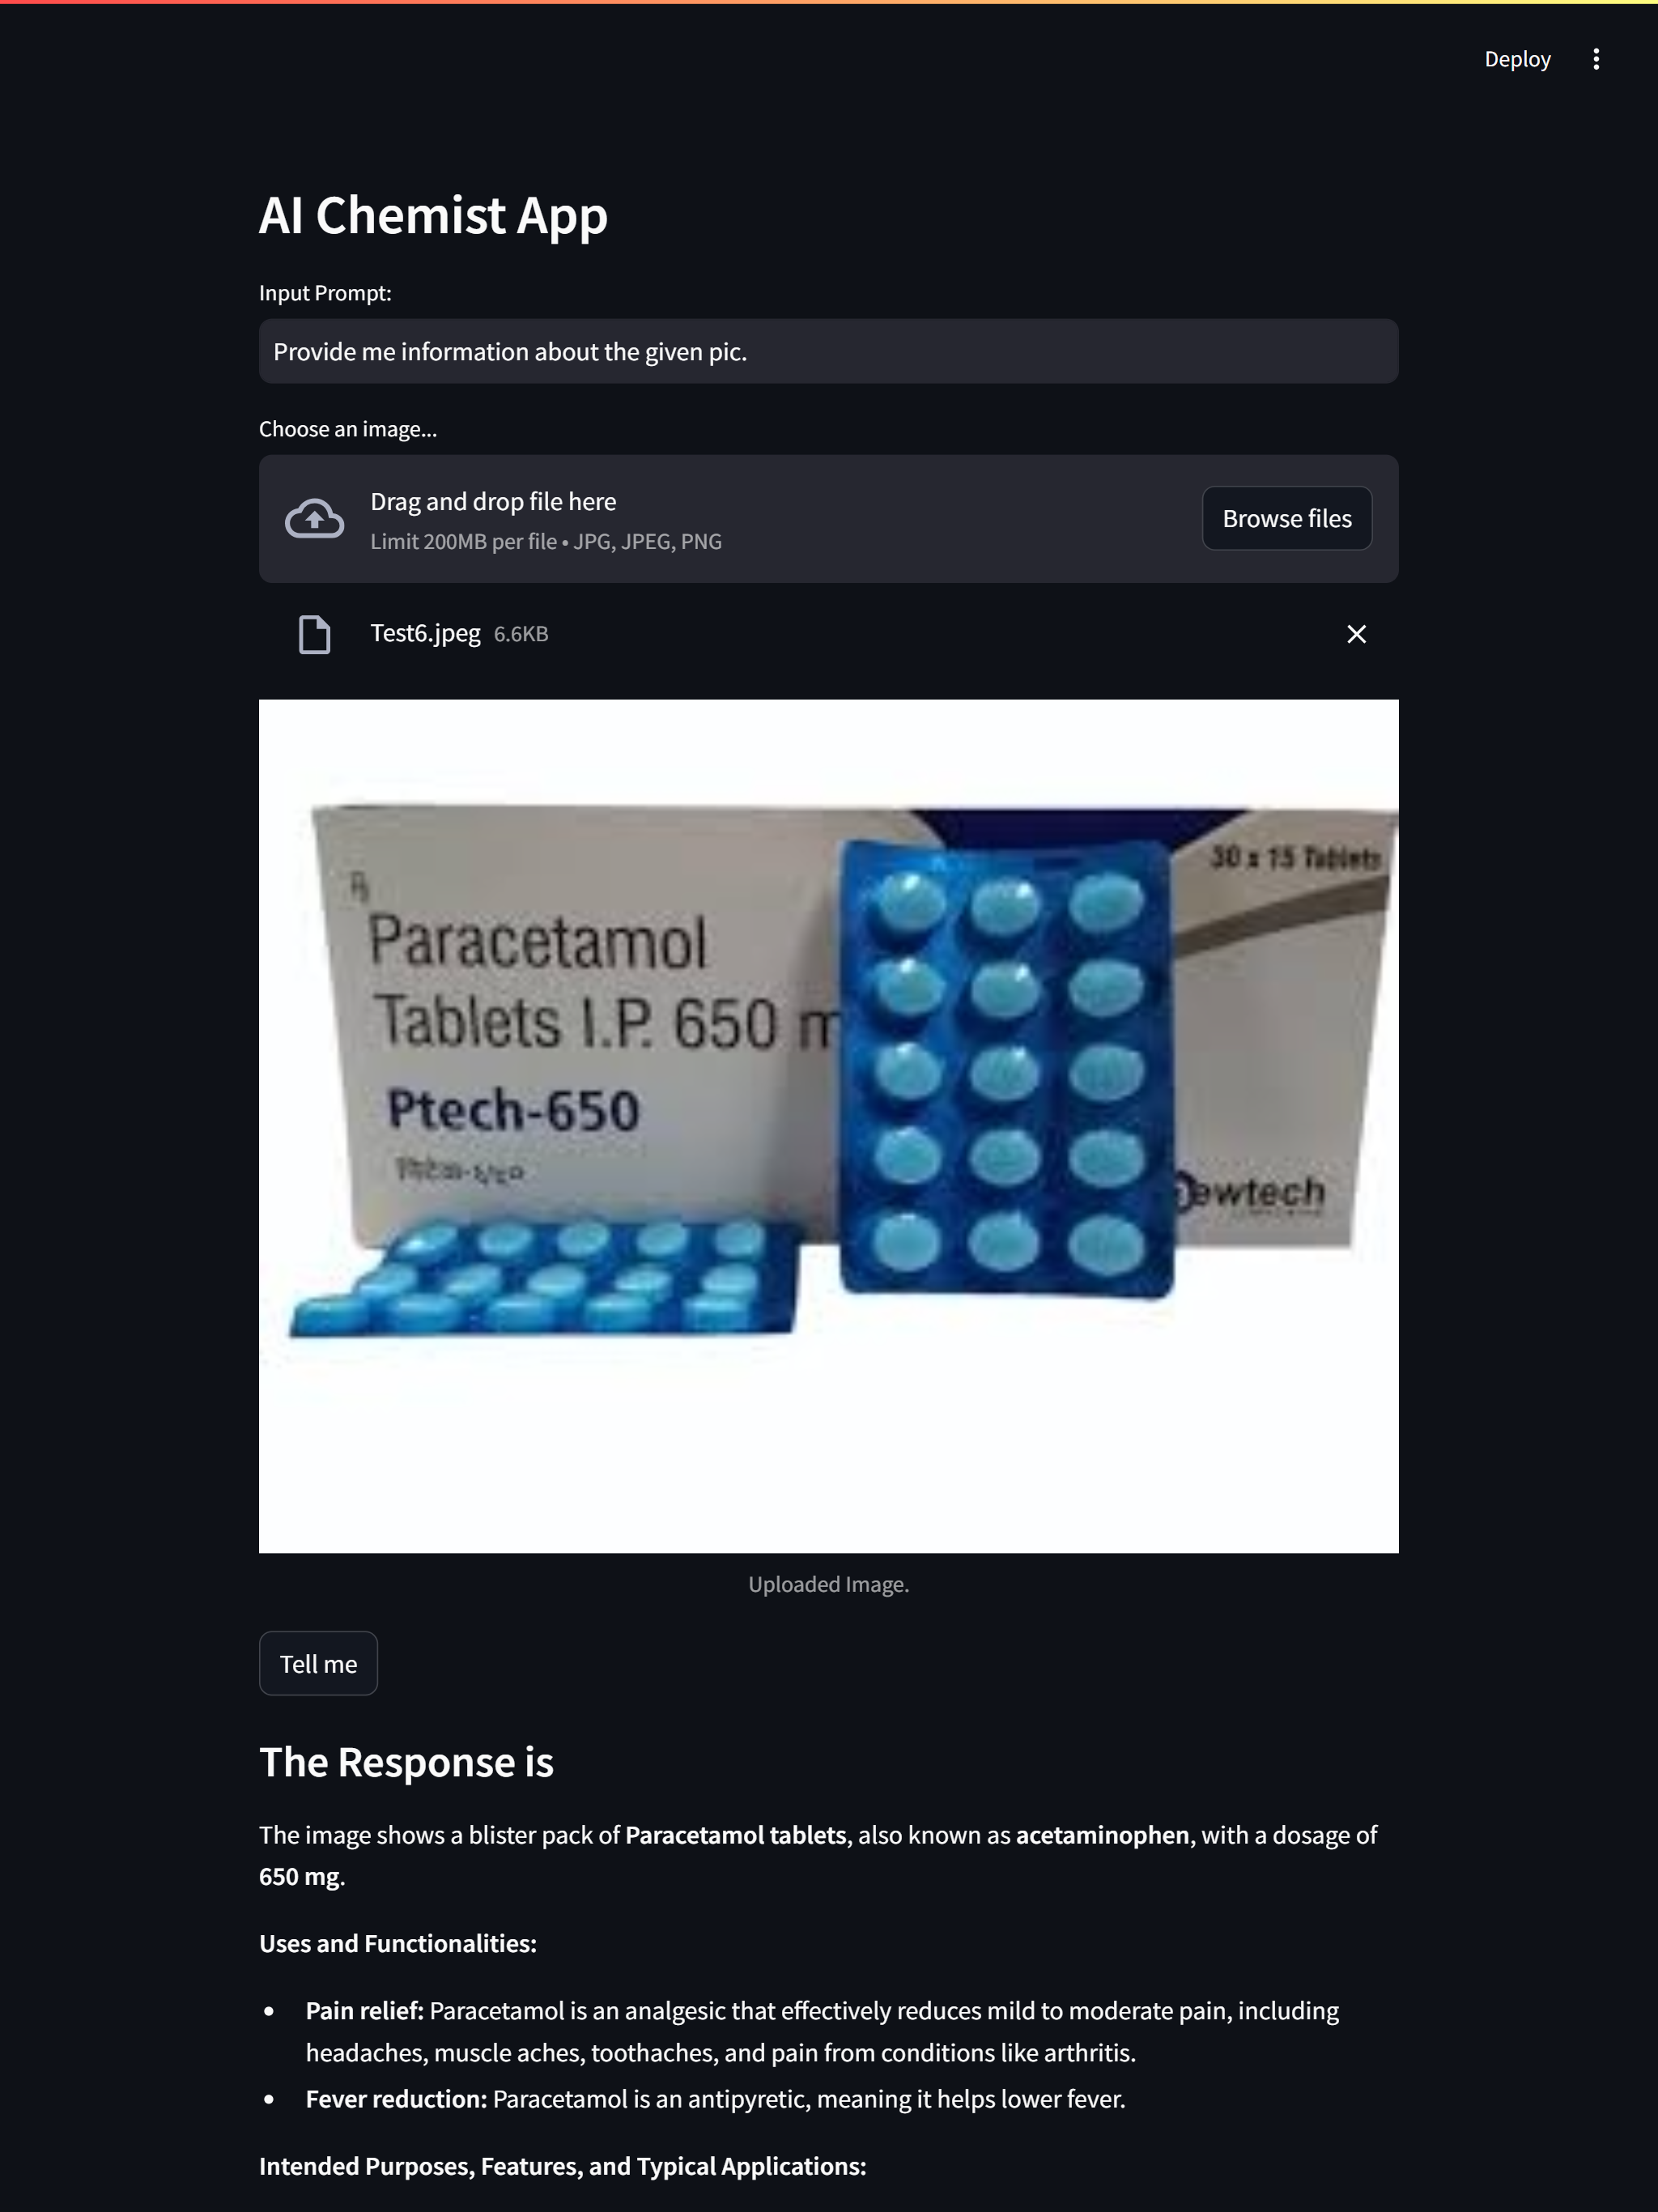 Deploy
AI Chemist App
Input Prompt:
Provide me information about the given pic.
Choose an image...
Drag and drop file here
Limit 200MB per file • JPG, JPEG, PNG
Browse files
Test6.jpeg 6.6KB
30 x 15 Tablets
Paracetamol
Tablets I.P. 650 m
Ptech-650
ewtech
Uploaded Image.
Tell me
The Response is
The image shows a blister pack of Paracetamol tablets, also known as acetaminophen, with a dosage of
650 mg.
Uses and Functionalities:
• Pain relief: Paracetamol is an analgesic that effectively reduces mild to moderate pain, including
headaches, muscle aches, toothaches, and pain from conditions like arthritis.
• Fever reduction: Paracetamol is an antipyretic, meaning it helps lower fever.
Intended Purposes, Features, and Typical Applications: